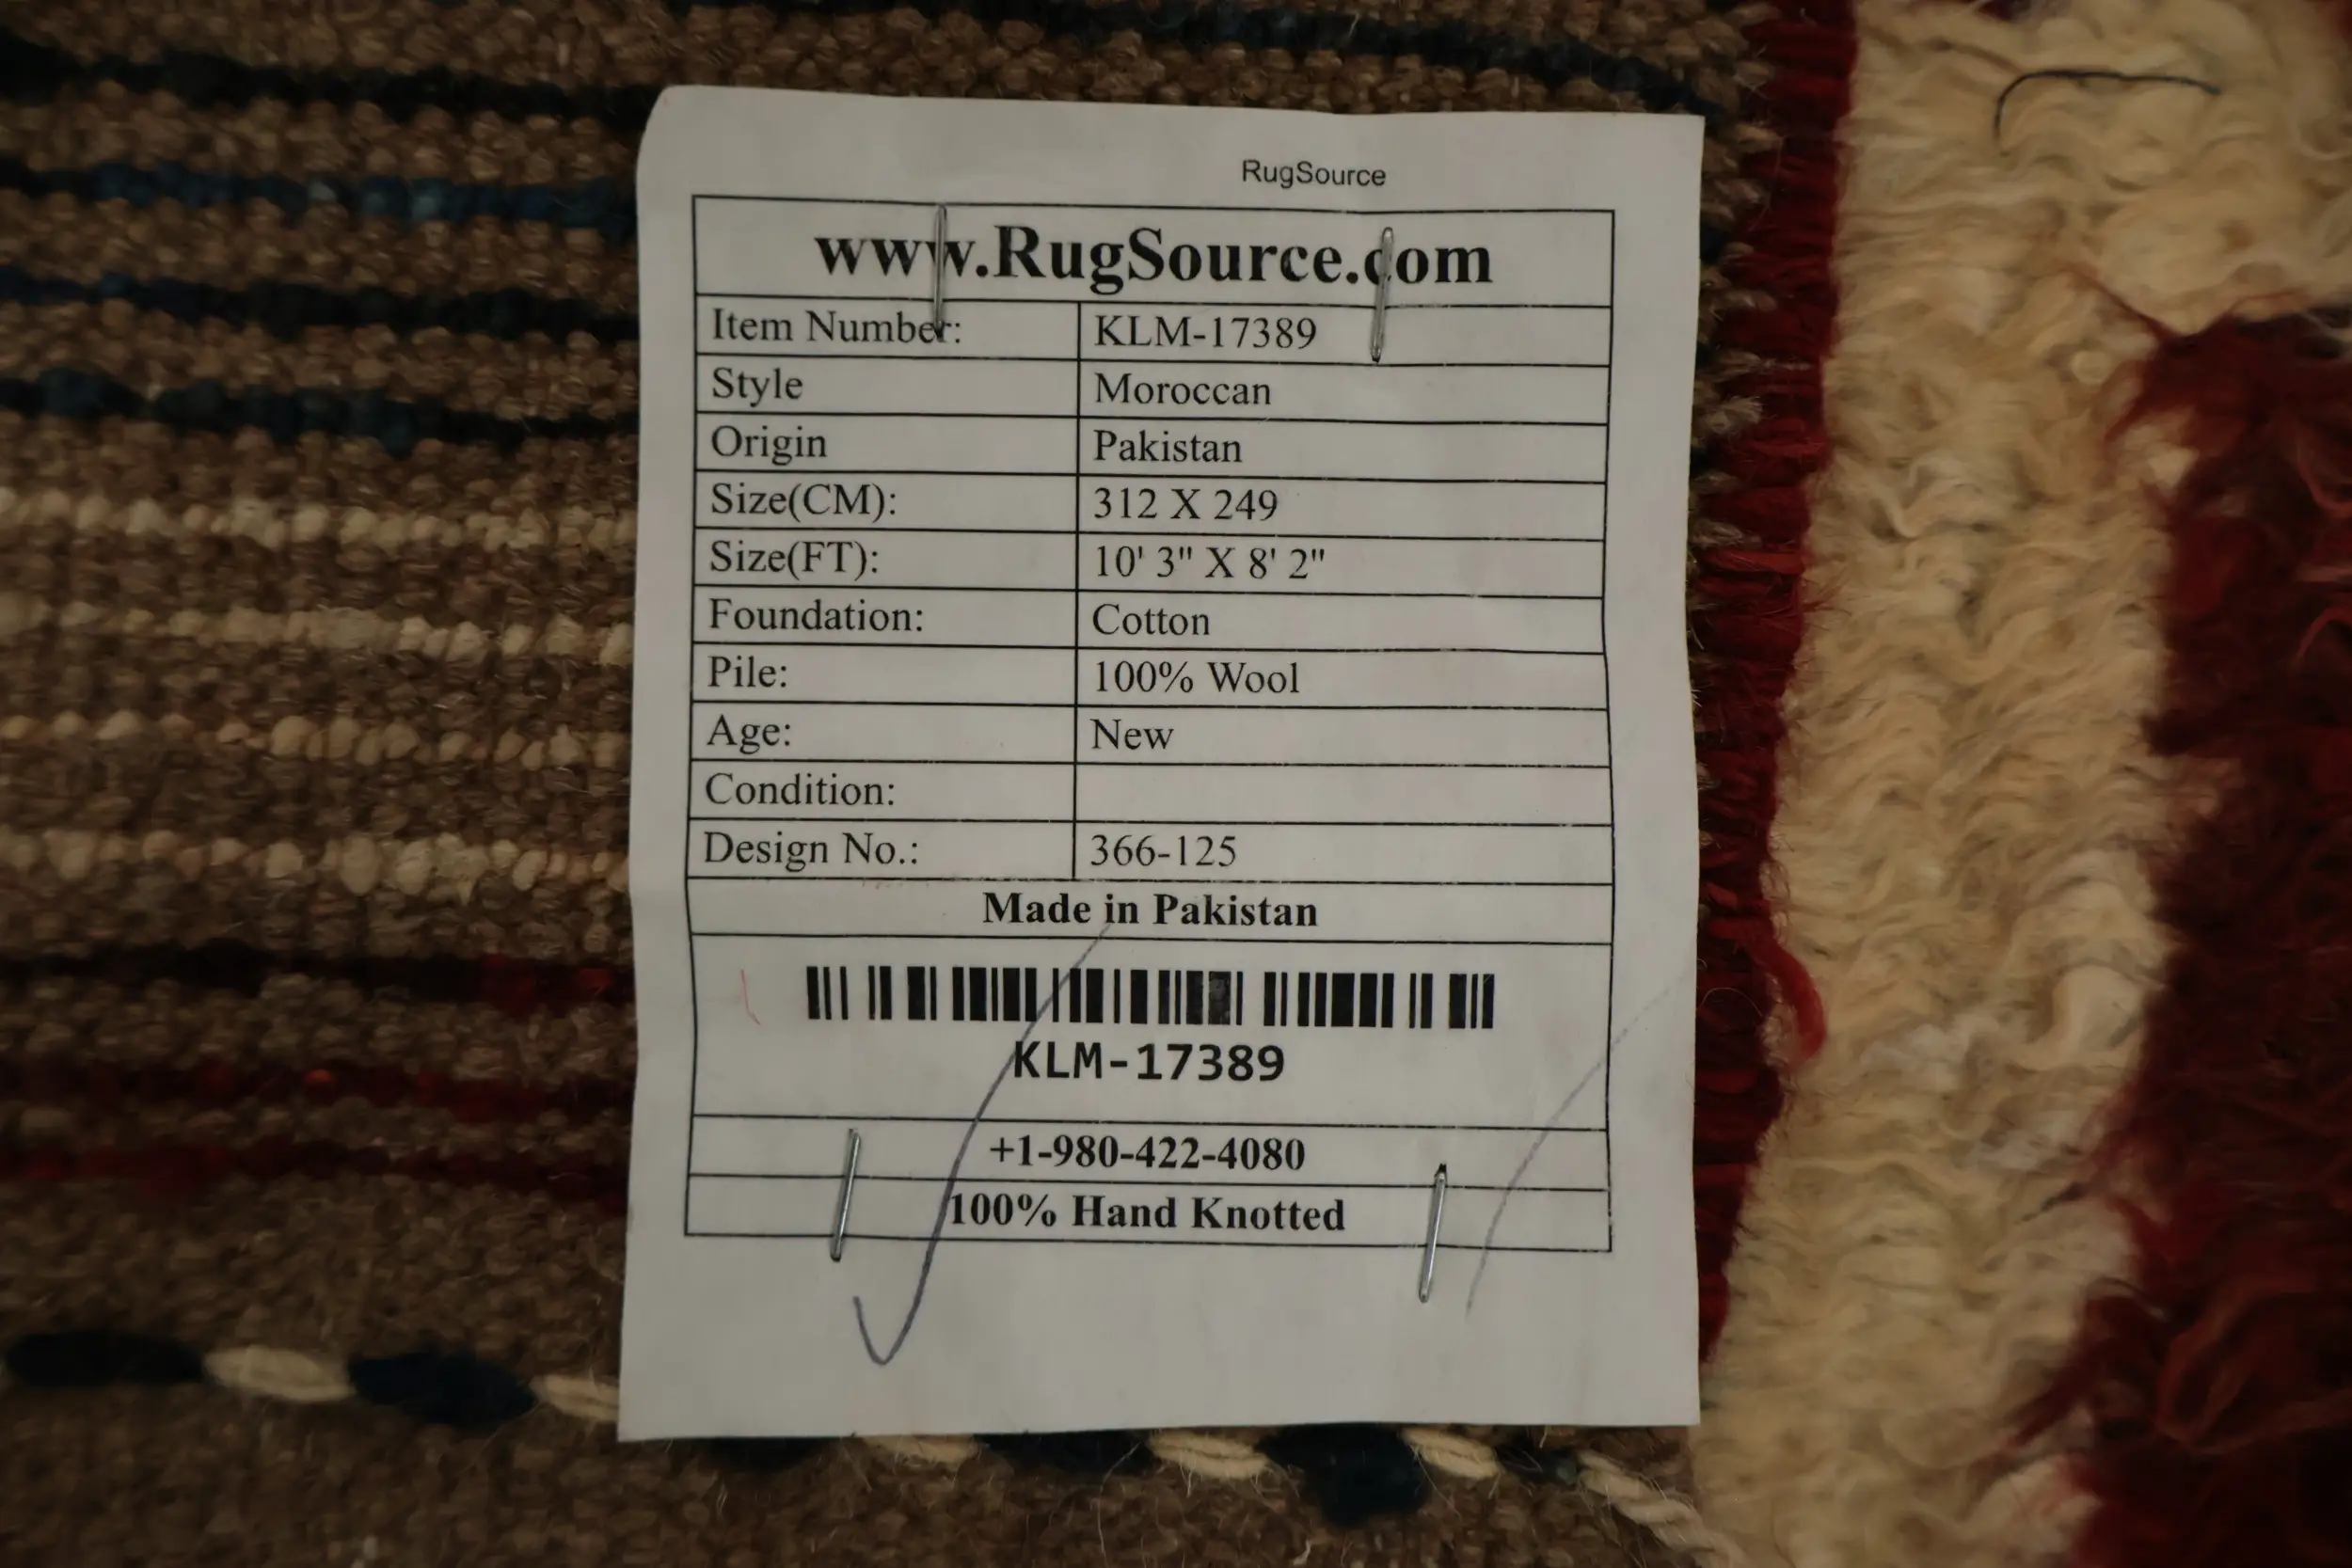 RugSource
www.RugSource.com
Item Number: KLM-17389
Style Moroccan
Origin Pakistan
Size(CM): 312 X 249
Size(FT): 10' 3" X 8' 2"
Foundation: Cotton
Pile: 100% Wool
Age: New
Condition:
Design No.: 366-125
Made in Pakistan
KLM-17389
+1-980-422-4080
100% Hand Knotted